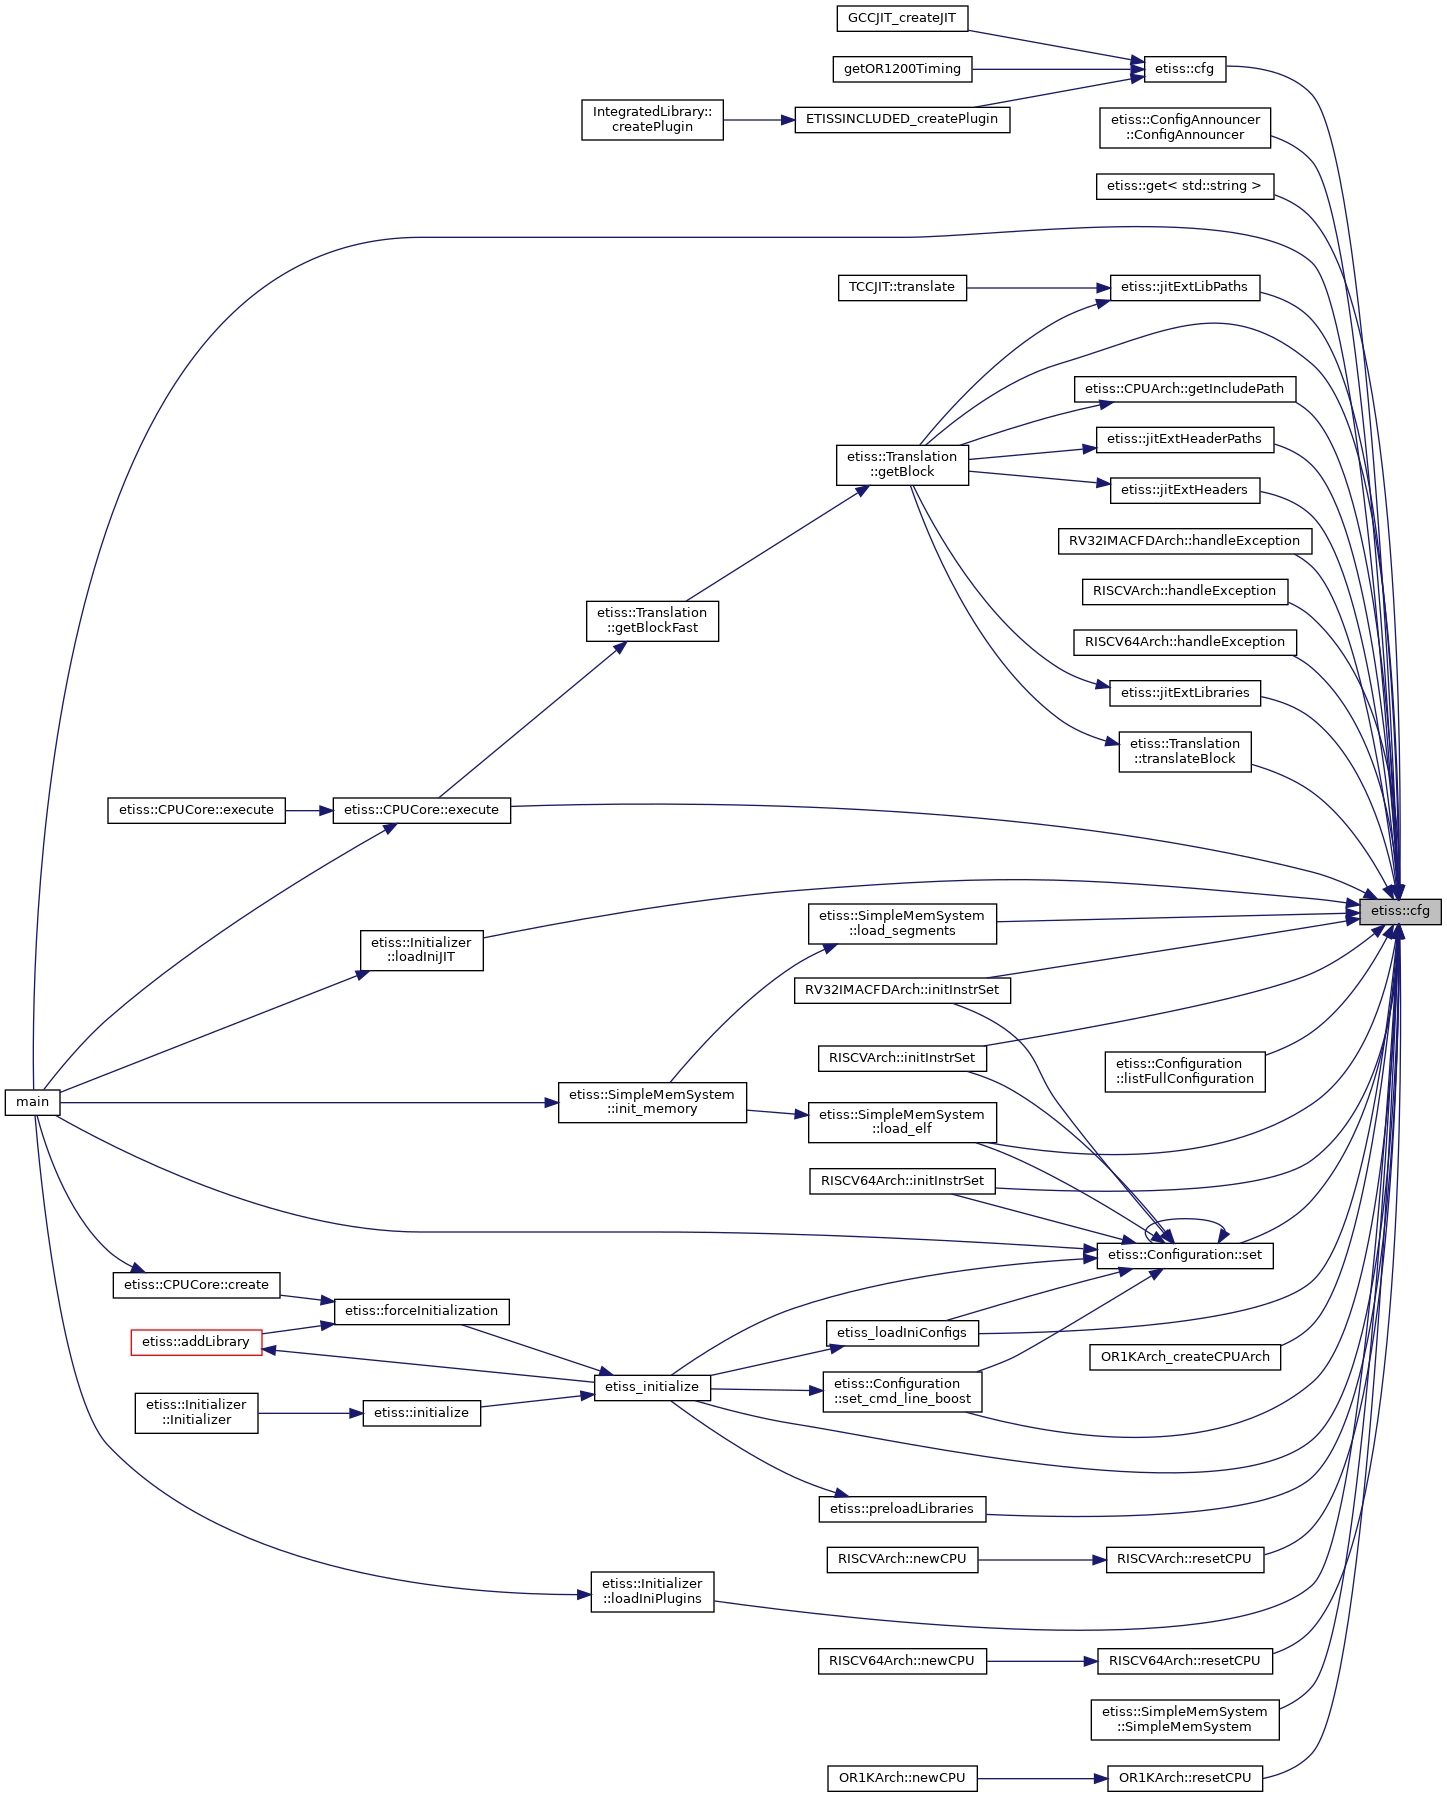 GCCJIT_createJIT
etiss::cfg
getOR1200Timing
IntegratedLibrary::
createPlugin
ETISSINCLUDED_createPlugin
etiss::ConfigAnnouncer
::ConfigAnnouncer
etiss::get< std::string >
TCCJIT::translate
etiss::jitExtLibPaths
etiss::CPUArch::getIncludePath
etiss::jitExtHeaderPaths
etiss::Translation
::getBlock
etiss::jitExtHeaders
RV32IMACFDArch::handleException
RISCVArch::handleException
etiss::Translation
::getBlockFast
RISCV64Arch::handleException
etiss::jitExtLibraries
etiss::Translation
::translateBlock
etiss::CPUCore::execute
etiss::CPUCore::execute
etiss::cfg
etiss::SimpleMemSystem
::load_segments
etiss::Initializer
::loadIniJIT
RV32IMACFDArch::initInstrSet
RISCVArch::initInstrSet
etiss::Configuration
::listFullConfiguration
main
etiss::SimpleMemSystem
::init_memory
etiss::SimpleMemSystem
::load_elf
RISCV64Arch::initInstrSet
etiss::Configuration::set
etiss::CPUCore::create
etiss::forceInitialization
etiss::addLibrary
etiss_loadIniConfigs
OR1KArch_createCPUArch
etiss_initialize
etiss::Configuration
::set_cmd_line_boost
etiss::Initializer
::Initializer
etiss::initialize
etiss::preloadLibraries
RISCVArch::newCPU
RISCVArch::resetCPU
etiss::Initializer
::loadIniPlugins
RISCV64Arch::newCPU
RISCV64Arch::resetCPU
etiss::SimpleMemSystem
::SimpleMemSystem
OR1KArch::newCPU
OR1KArch::resetCPU